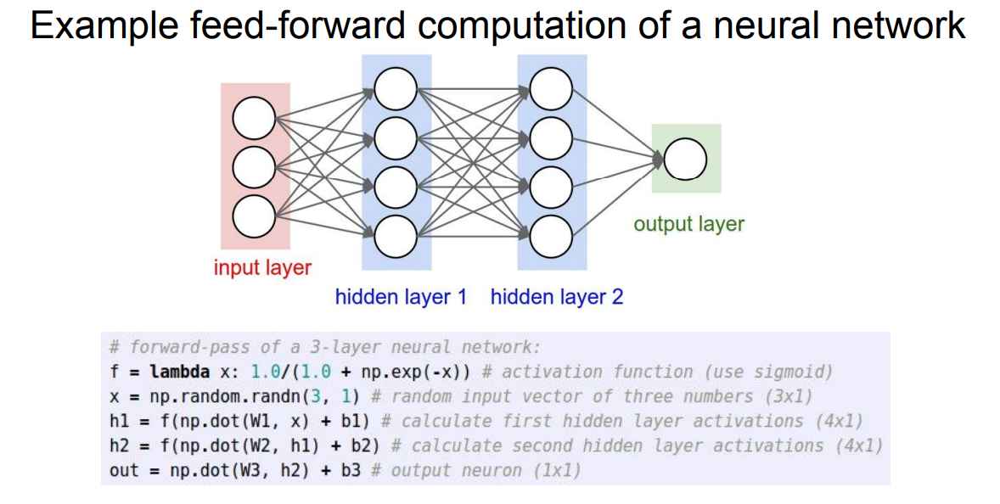 Example feed-forward computation of a neural network
input layer
hidden layer 1
hidden layer 2
output layer
# forward-pass of a 3-layer neural network:
f = lambda x: 1.0/(1.0 + np.exp(-x)) # activation function (use sigmoid)
x = np.random.randn(3, 1) # random input vector of three numbers (3x1)
h1 = f(np.dot(W1, x) + b1) # calculate first hidden layer activations (4x1)
h2 = f(np.dot(W2, h1) + b2) # calculate second hidden layer activations (4x1)
out = np.dot(W3, h2) + b3 # output neuron (1x1)